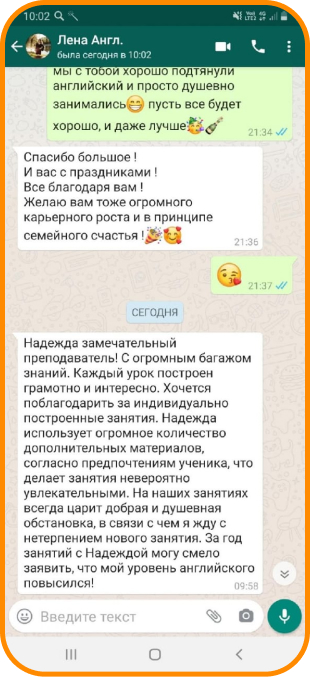 10:02
Лена Англ.
была сегодня в 10:02
мы с тобой хорошо подтянули
английский и просто душевно
занимались😁 пусть все будет
хорошо, и даже лучше🥳🍾
21:34
Спасибо большое !
И вас с праздниками !
Все благодаря вам !
Желаю вам тоже огромного
карьерного роста и в принципе
семейного счастья !🎉🥰
21:36
😘
21:37
СЕГОДНЯ
Надежда замечательный
преподаватель! С огромным багажом
знаний. Каждый урок построен
грамотно и интересно. Хочется
поблагодарить за индивидуально
построенные занятия. Надежда
использует огромное количество
дополнительных материалов,
согласно предпочтениям ученика, что
делает занятия невероятно
увлекательными. На наших занятиях
всегда царит добрая и душевная
обстановка, в связи с чем я жду с
нетерпением нового занятия. За год
занятий с Надеждой могу смело
заявить, что мой уровень английского
повысился!
09:58
Введите текст